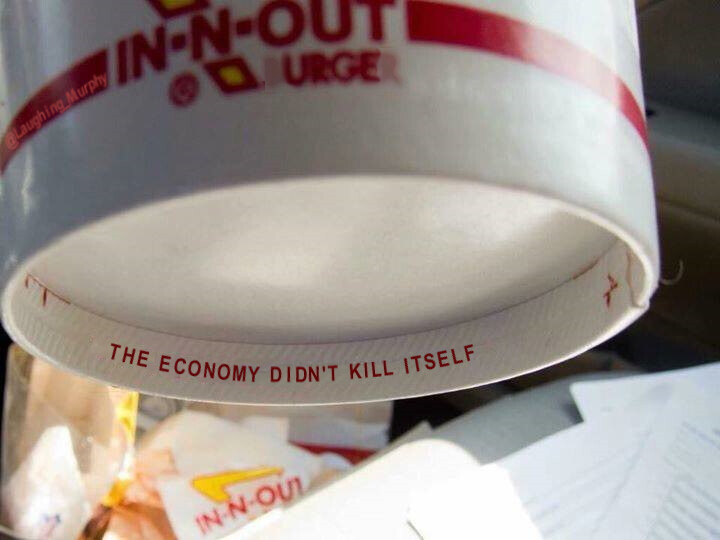 IN-N-OUT
BURGER
@Laughing_Murphy
THE ECONOMY DIDN'T KILL ITSELF
IN-N-OUT